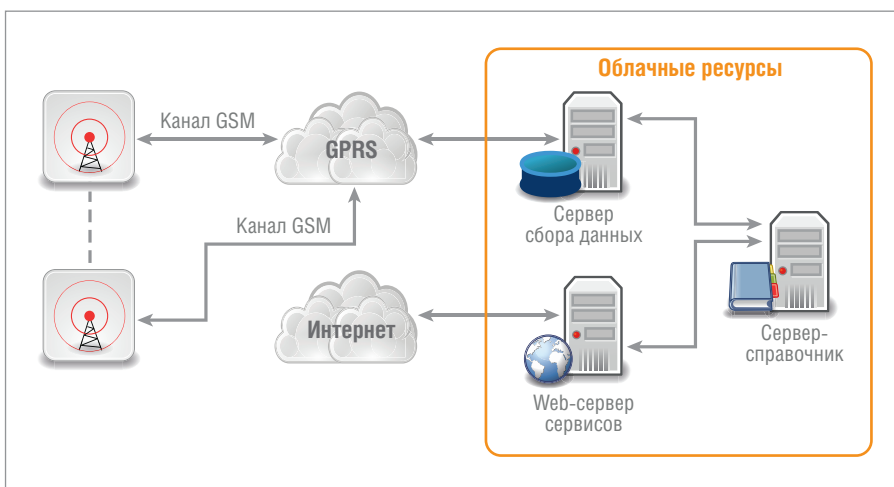 Облачные ресурсы
Канал GSM
GPRS
Канал GSM
Сервер
сбора данных
Интернет
Сервер-
справочник
Web-сервер
сервисов